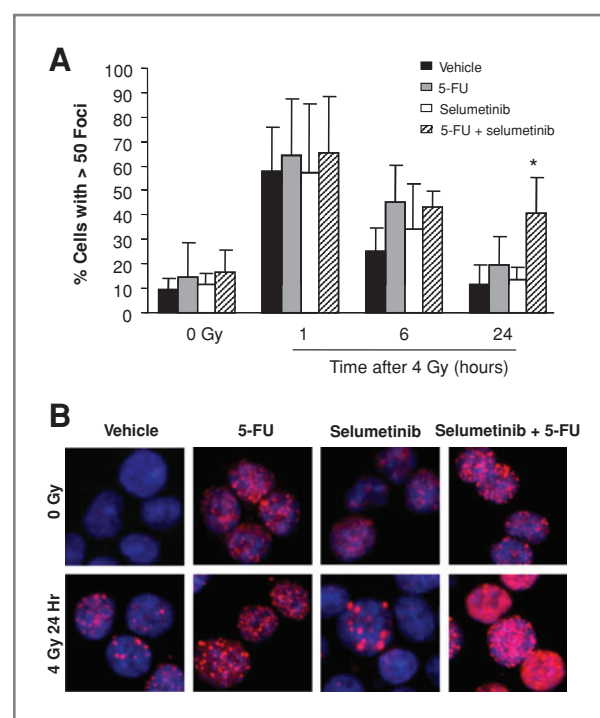 A
% Cells with > 50 Foci
100
90
80
70
60
50
40
30
20
10
0
Vehicle
5-FU
Selumetinib
5-FU + selumetinib
*
0 Gy 1 6 24
Time after 4 Gy (hours)
B
Vehicle 5-FU Selumetinib Selumetinib + 5-FU
0 Gy
4 Gy 24 Hr